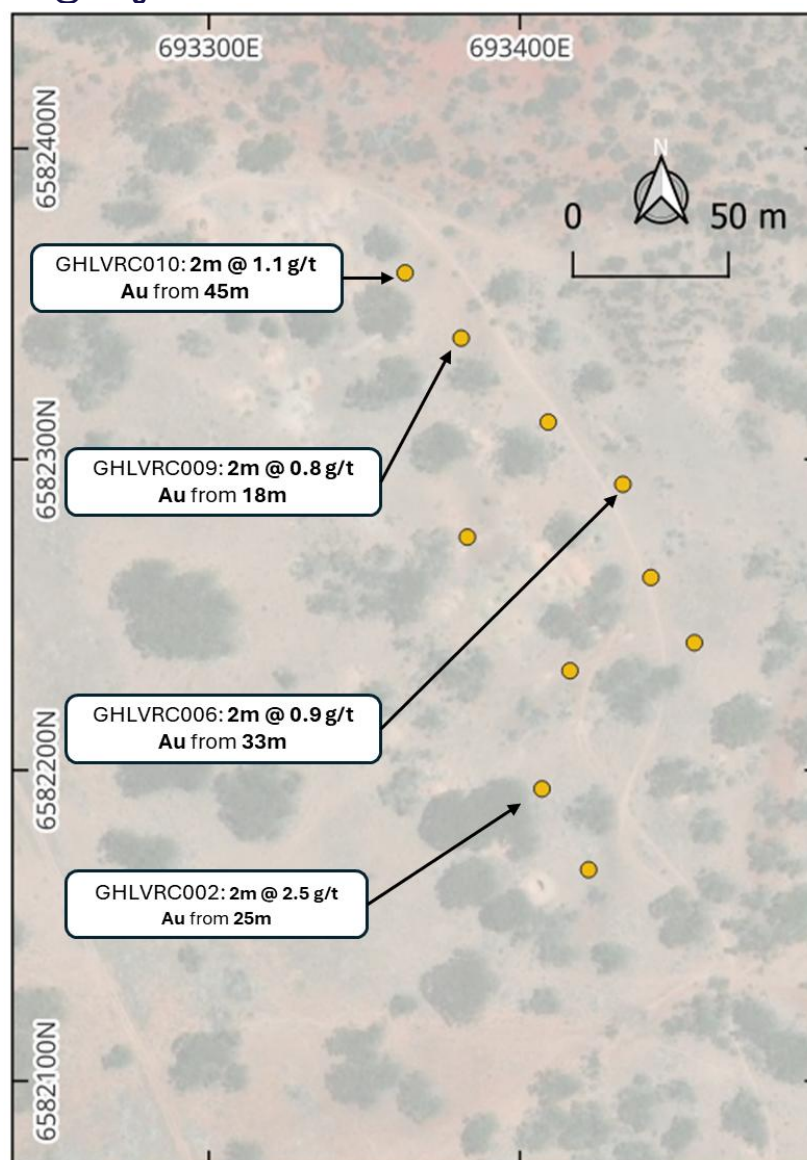 693300E
693400E
6582400N
N
0 50 m
GHLVRC010: 2m @ 1.1 g/t
Au from 45m
6582300N
GHLVRC009: 2m @ 0.8 g/t
Au from 18m
GHLVRC006: 2m @ 0.9 g/t
Au from 33m
6582200N
GHLVRC002: 2m @ 2.5 g/t
Au from 25m
6582100N